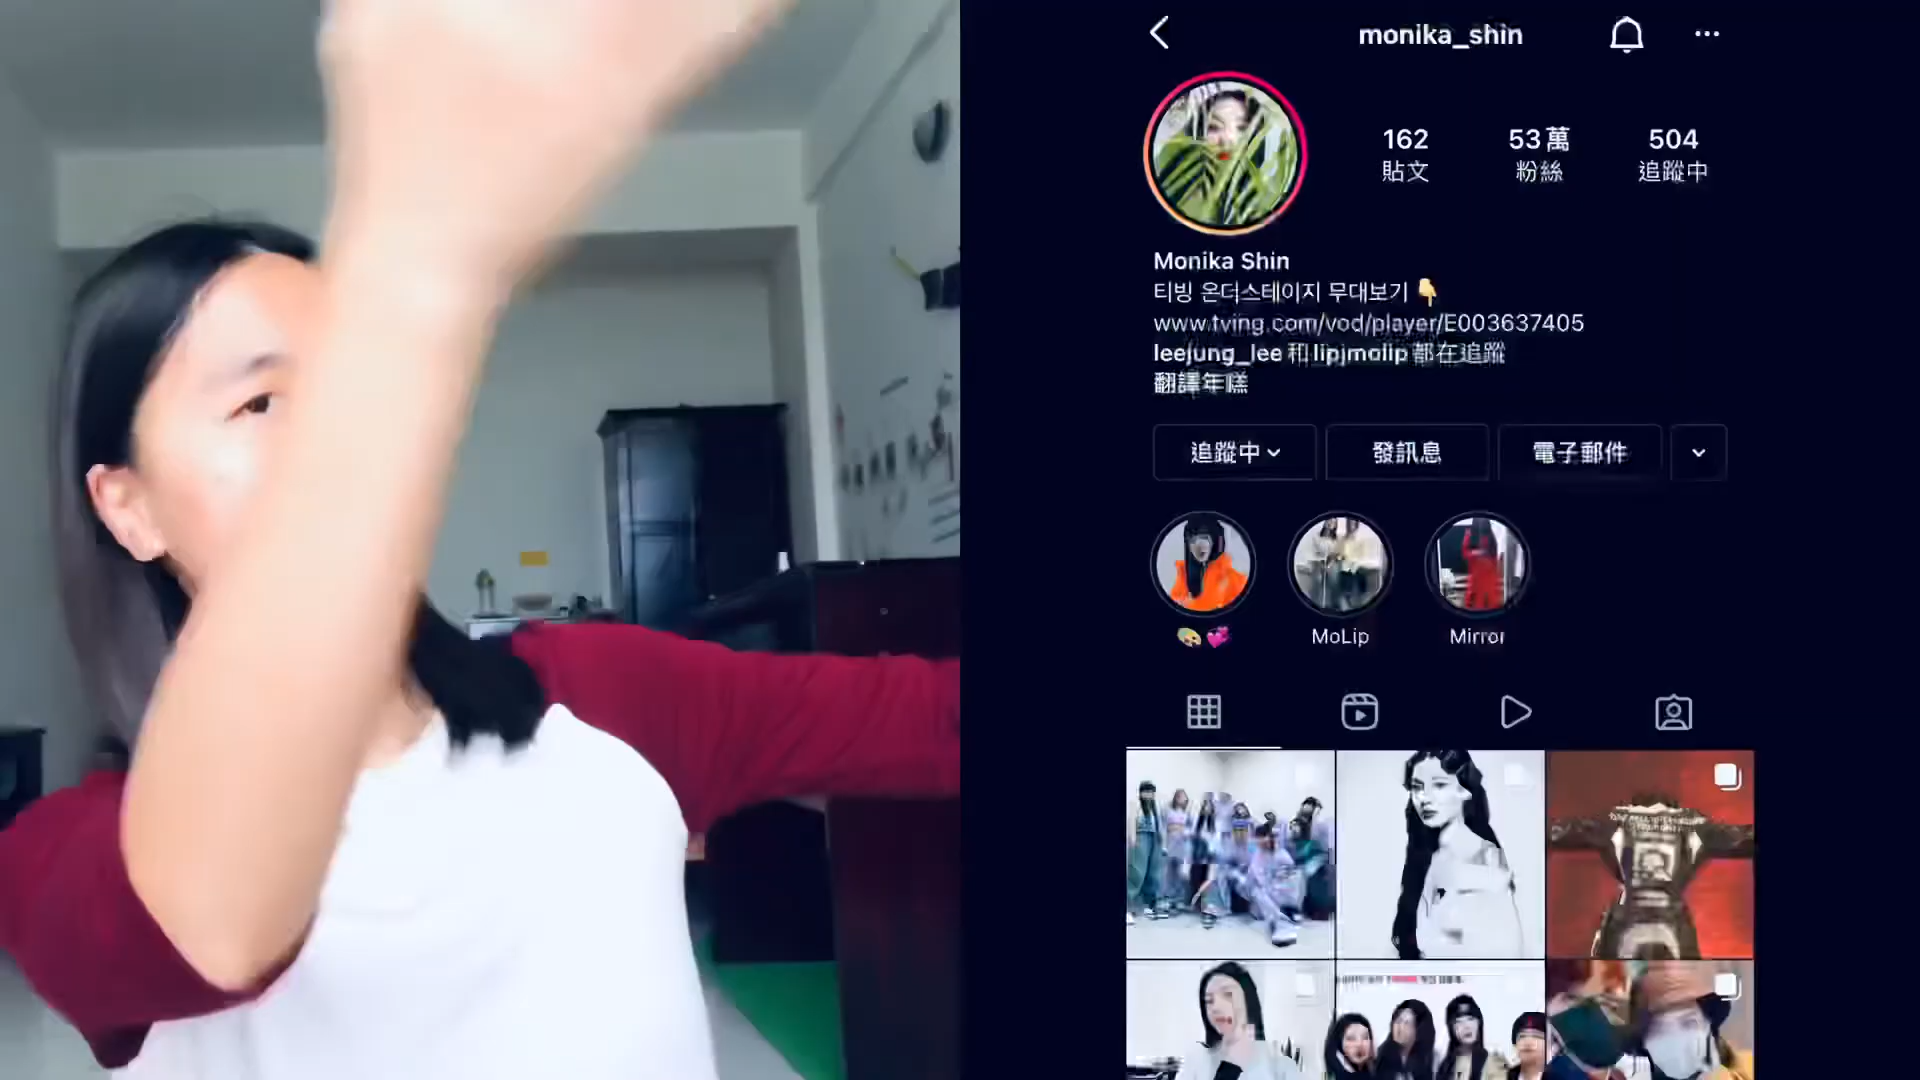 monika_shin
162
53萬
504
貼文
粉絲
追蹤中
Monika Shin
티빙 온더스테이지 무대보기 👇
www.tving.com/vod/player/E003637405
leejung_lee 和 lipjmolip 都在追蹤
翻譯年糕
追蹤中
發訊息
電子郵件
MoLip
Mirror